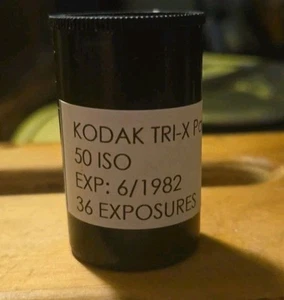 KODAK TRI-X
50 ISO
EXP: 6/1982
36 EXPOSURES